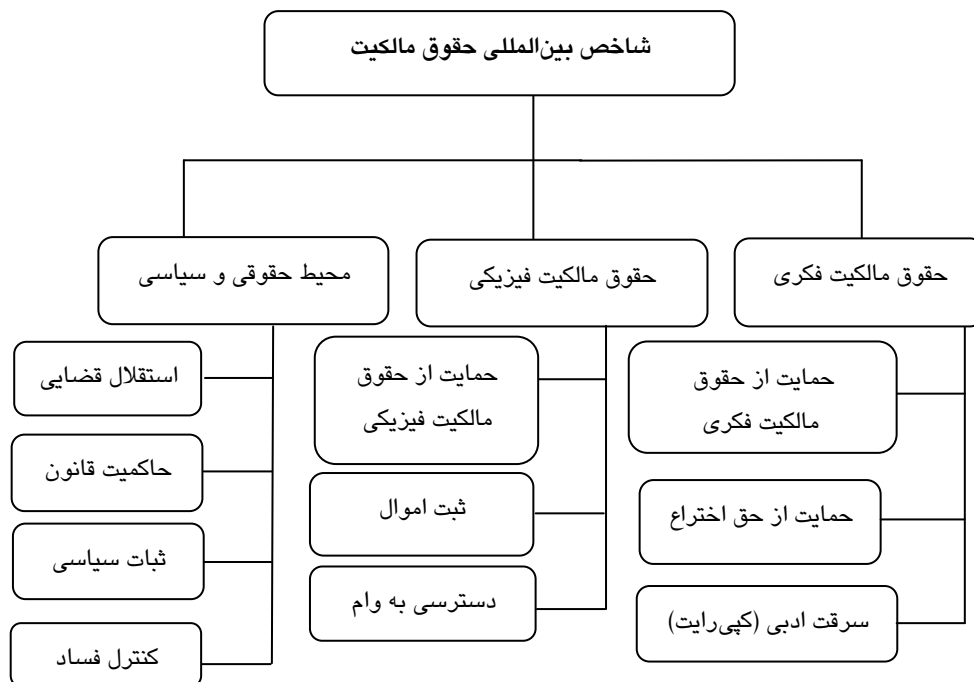 شاخص بین‌المللی حقوق مالکیت
حقوق مالکیت فکری
حمایت از حقوق
مالکیت فکری
حمایت از حق اختراع
سرقت ادبی (کپی‌رایت)
حقوق مالکیت فیزیکی
حمایت از حقوق
مالکیت فیزیکی
ثبت اموال
دسترسی به وام
محیط حقوقی و سیاسی
استقلال قضایی
حاکمیت قانون
ثبات سیاسی
کنترل فساد